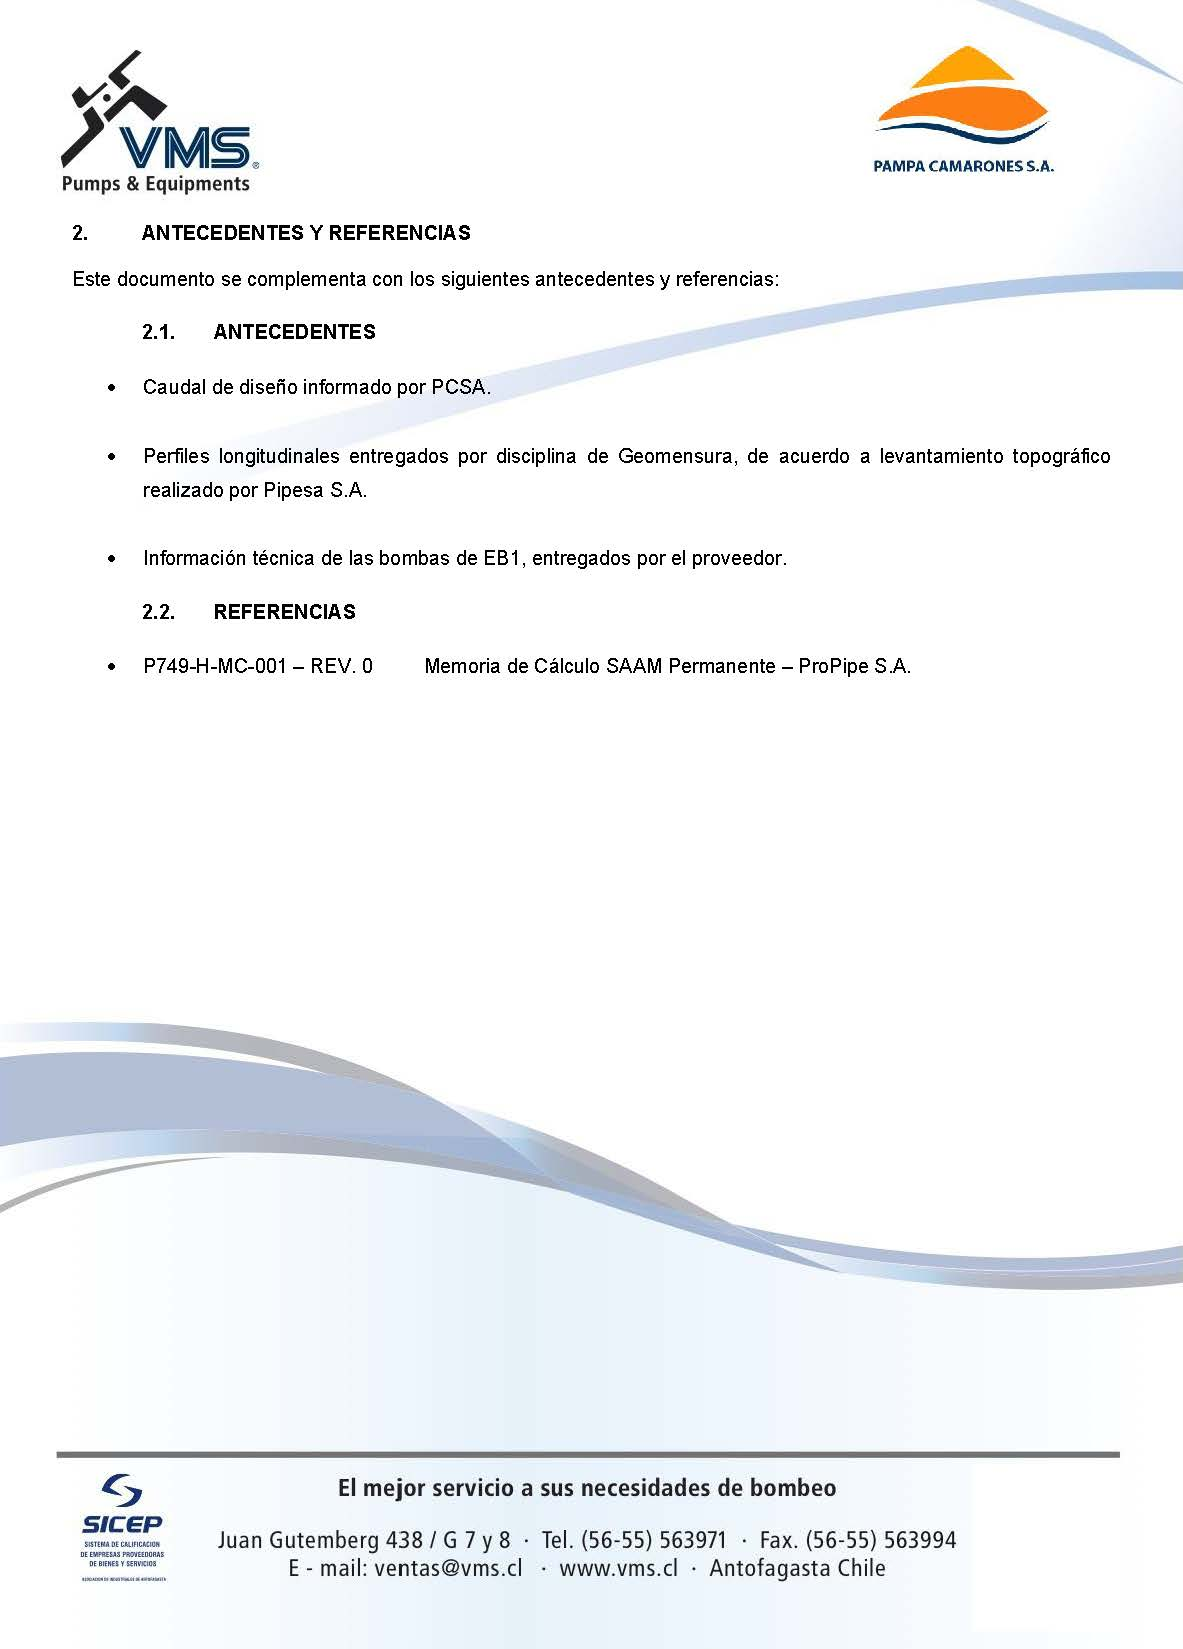 VMS®
Pumps & Equipments
PAMPA CAMARONES S.A.
2. ANTECEDENTES Y REFERENCIAS
Este documento se complementa con los siguientes antecedentes y referencias:
2.1. ANTECEDENTES
• Caudal de diseño informado por PCSA.
• Perfiles longitudinales entregados por disciplina de Geomensura, de acuerdo a levantamiento topográfico
realizado por Pipesa S.A.
• Información técnica de las bombas de EB1, entregados por el proveedor.
2.2. REFERENCIAS
• P749-H-MC-001 – REV. 0 Memoria de Cálculo SAAM Permanente – ProPipe S.A.
El mejor servicio a sus necesidades de bombeo
SICEP
SISTEMA DE CALIFICACION
DE EMPRESAS PROVEEDORAS
DE BIENES Y SERVICIOS
ASOCIACION DE INDUSTRIALES DE ANTOFAGASTA
Juan Gutemberg 438 / G 7 y 8 · Tel. (56-55) 563971 · Fax. (56-55) 563994
E - mail: ventas@vms.cl · www.vms.cl · Antofagasta Chile